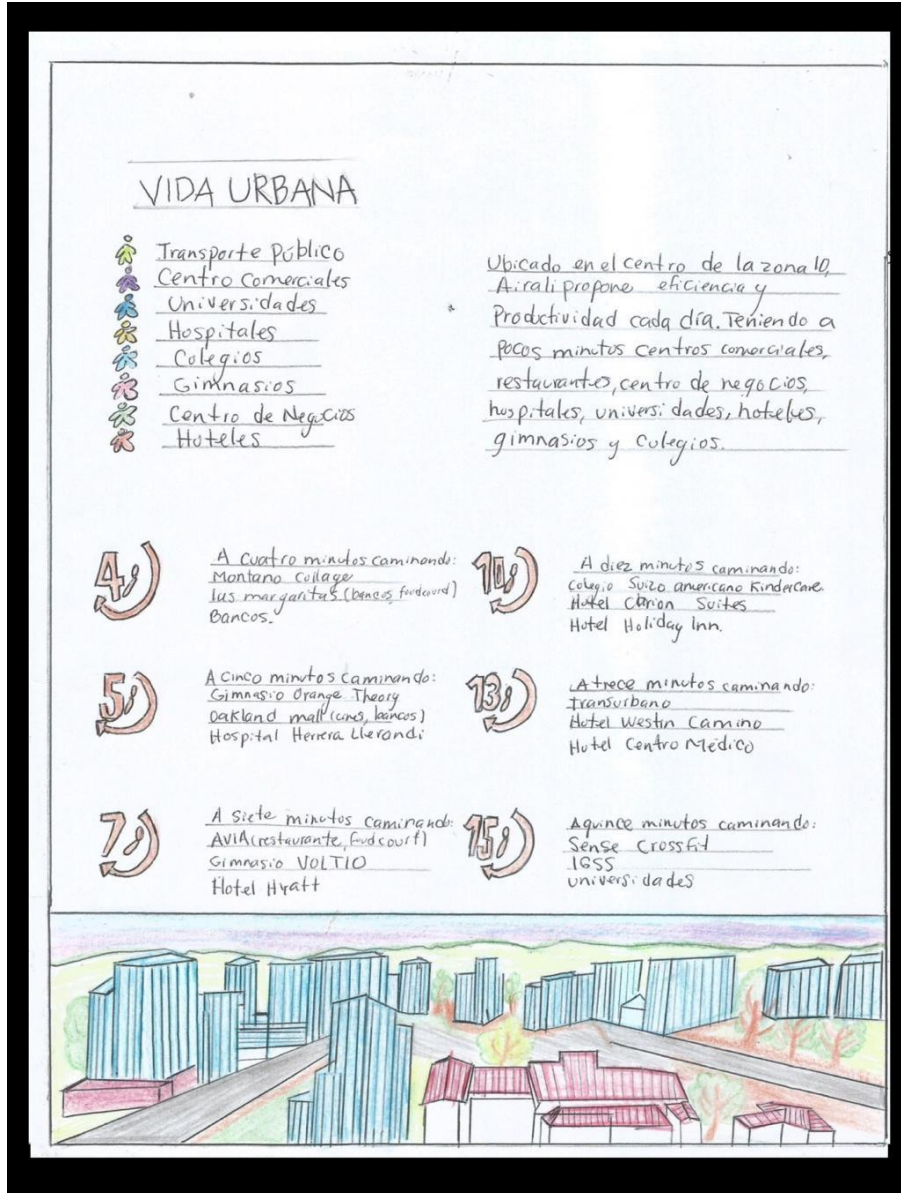 VIDA URBANA
Transporte Público
Centro Comerciales
Universidades
Hospitales
Colegios
Gimnasios
Centro de Negocios
Hoteles
Ubicado en el centro de la zona 10,
Airali propone eficiencia y
Productividad cada día. Teniendo a
pocos minutos centros comerciales,
restaurantes, centro de negocios,
hospitales, universidades, hoteles,
gimnasios y Colegios.
4
A cuatro minutos caminando:
Montano Collage
las margaritas (bancos,
Bancos.
5
A cinco minutos caminando:
Gimnasio Orange Theory
Oakland mall (cines, bancos)
Hospital Herrera Llerandi
7
A siete minutos caminando:
AVIA (restaurante, foodcourt)
Gimnasio VOLTIO
Hotel Hyatt
10
A diez minutos caminando:
Colegio Suizo americano Kindercare
Hotel Clarion Suites
Hotel Holiday Inn.
13
A trece minutos caminando:
transurbano
Hotel Westin Camino
Hotel Centro Médico
15
A quince minutos caminando:
Sense Crossfit
IGSS
universidades